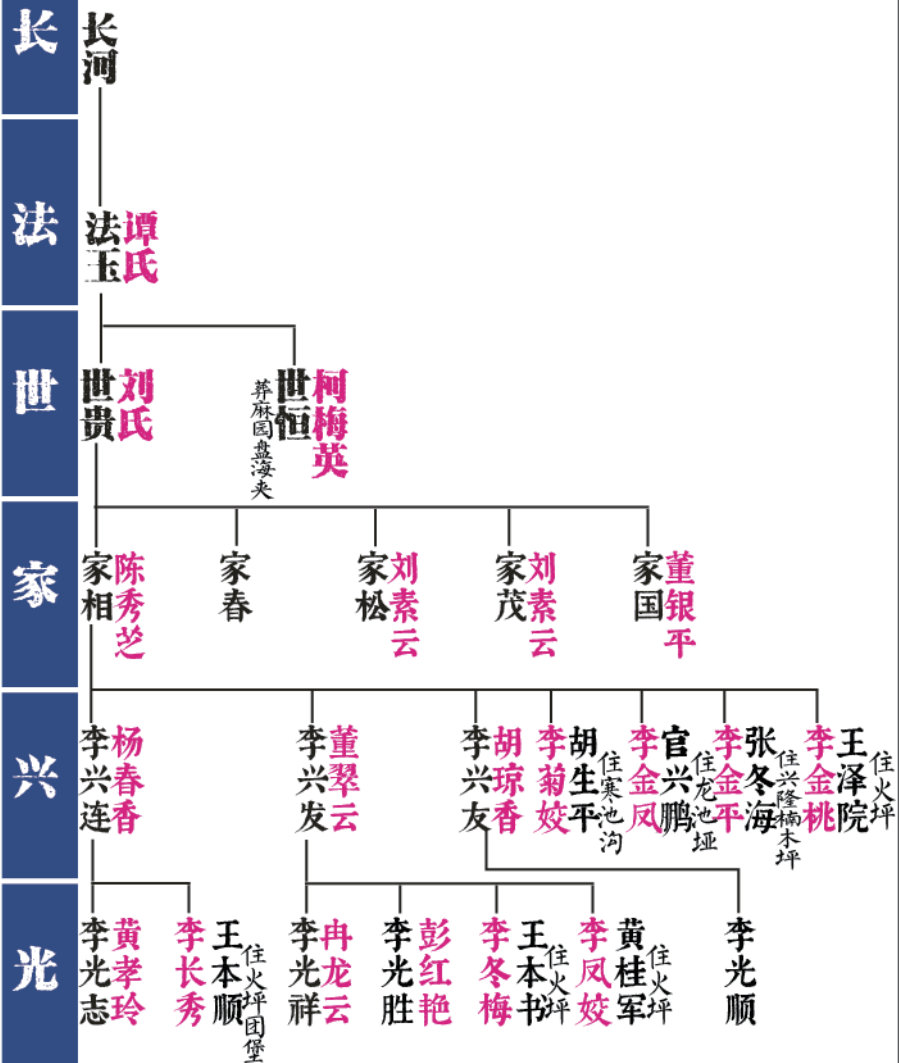 长
长河
法
法玉
谭氏
世
世贵
刘氏
世恒
柯梅英
葬麻园盘海夹
家
家相
陈秀芝
家春
家松
刘素云
家茂
刘素云
家国
董银平
兴
李兴连
杨春香
李兴发
董翠云
李兴友
胡琼香
李菊姣
胡生平
住寒池沟
李金凤
官兴鹏
住龙池垭
李金平
张冬海
住兴隆楠木坪
李金桃
王泽院
住火坪
光
李光志
黄孝玲
李长秀
王本顺
住火坪团堡
李光祥
冉龙云
李光胜
彭红艳
李冬梅
王本书
住火坪
李凤姣
黄桂军
住火坪
李光顺